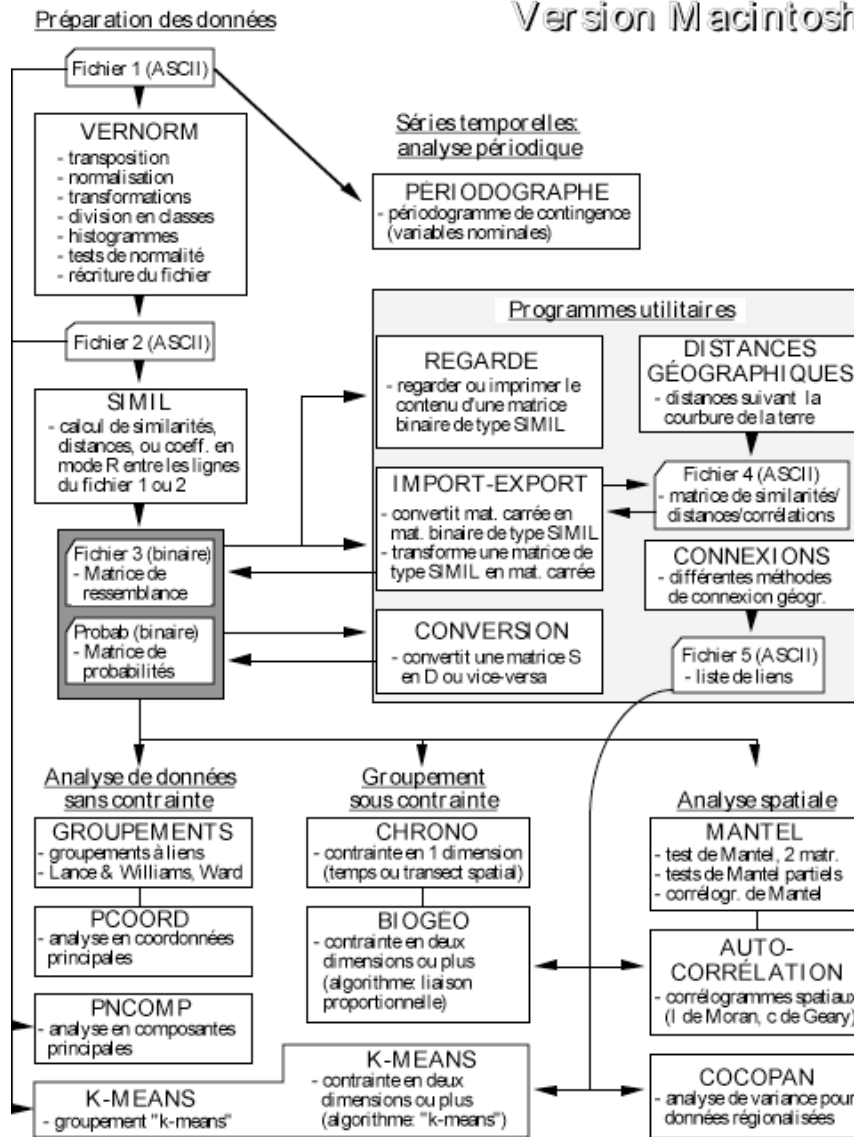 Préparation des données
Version Macintosh
Fichier 1 (ASCII)
VERNORM
- transposition
- normalisation
- transformations
- division en classes
- histogrammes
- tests de normalité
- récriture du fichier
Séries temporelles:
analyse périodique
PÉRIODOGRAPHE
- périodogramme de contingence
(variables nominales)
Fichier 2 (ASCII)
SIMIL
- calcul de similarités,
distances, ou coeff. en
mode R entre les lignes
du fichier 1 ou 2
Fichier 3 (binaire)
- Matrice de
ressemblance
Probab (binaire)
- Matrice de
probabilités
Programmes utilitaires
REGARDE
- regarder ou imprimer le
contenu d'une matrice
binaire de type SIMIL
IMPORT-EXPORT
- convertit mat. carrée en
mat. binaire de type SIMIL
- transforme une matrice de
type SIMIL en mat. carrée
CONVERSION
- convertit une matrice S
en D ou vice-versa
DISTANCES
GÉOGRAPHIQUES
- distances suivant la
courbure de la terre
Fichier 4 (ASCII)
- matrice de similarités/
distances/corrélations
CONNEXIONS
- différentes méthodes
de connexion géogr.
Fichier 5 (ASCII)
- liste de liens
Analyse de données
sans contrainte
GROUPEMENTS
- groupements à liens
- Lance & Williams, Ward
PCOORD
- analyse en coordonnées
principales
PNCOMP
- analyse en composantes
principales
K-MEANS
- groupement "k-means"
Groupement
sous contrainte
CHRONO
- contrainte en 1 dimension
(temps ou transect spatial)
BIOGÉO
- contrainte en deux
dimensions ou plus
(algorithme: liaison
proportionnelle)
K-MEANS
- contrainte en deux
dimensions ou plus
(algorithme: "k-means")
Analyse spatiale
MANTEL
- test de Mantel, 2 matr.
- tests de Mantel partiels
- corrélogr. de Mantel
AUTO-
CORRÉLATION
- corrélogrammes spatiaux
(I de Moran, c de Geary)
COCOPAN
- analyse de variance pour
données régionalisées